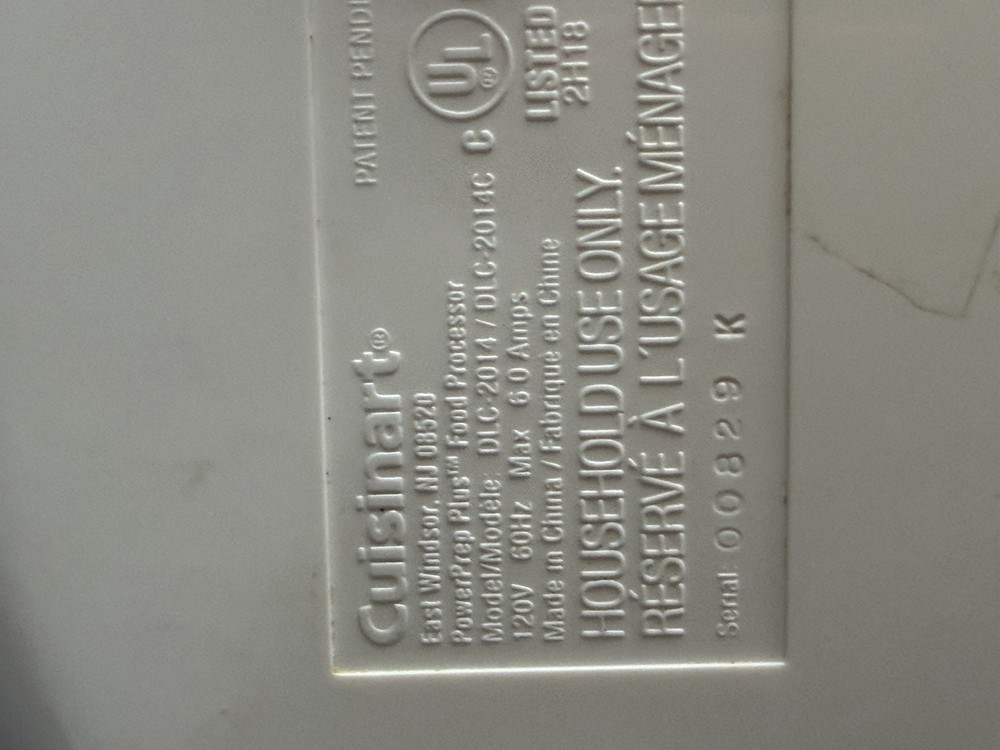 Cuisinart®
East Windsor, NJ 08520
PowerPrep Plus™ Food Processor
Model/Modèle: DLC-2014 / DLC-2014C
120V 60Hz Max 6.0 Amps
Made in China / Fabriqué en Chine
HOUSEHOLD USE ONLY.
RÉSERVÉ À L'USAGE MÉNAGER
Serial: 00829 K
PATENT PENDI
C UL®
LISTED
2H18